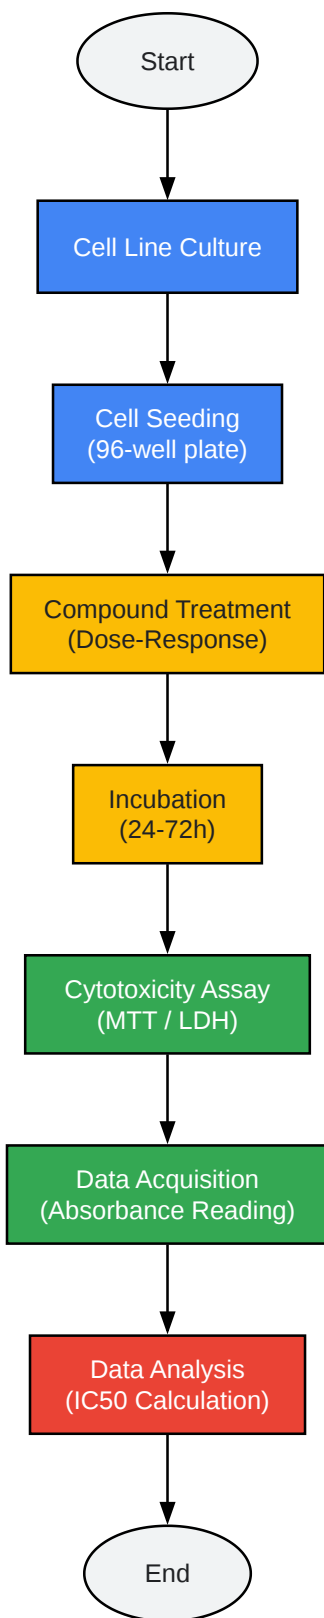 Start
Cell Line Culture
Cell Seeding
(96-well plate)
Compound Treatment
(Dose-Response)
Incubation
(24-72h)
Cytotoxicity Assay
(MTT / LDH)
Data Acquisition
(Absorbance Reading)
Data Analysis
(IC50 Calculation)
End